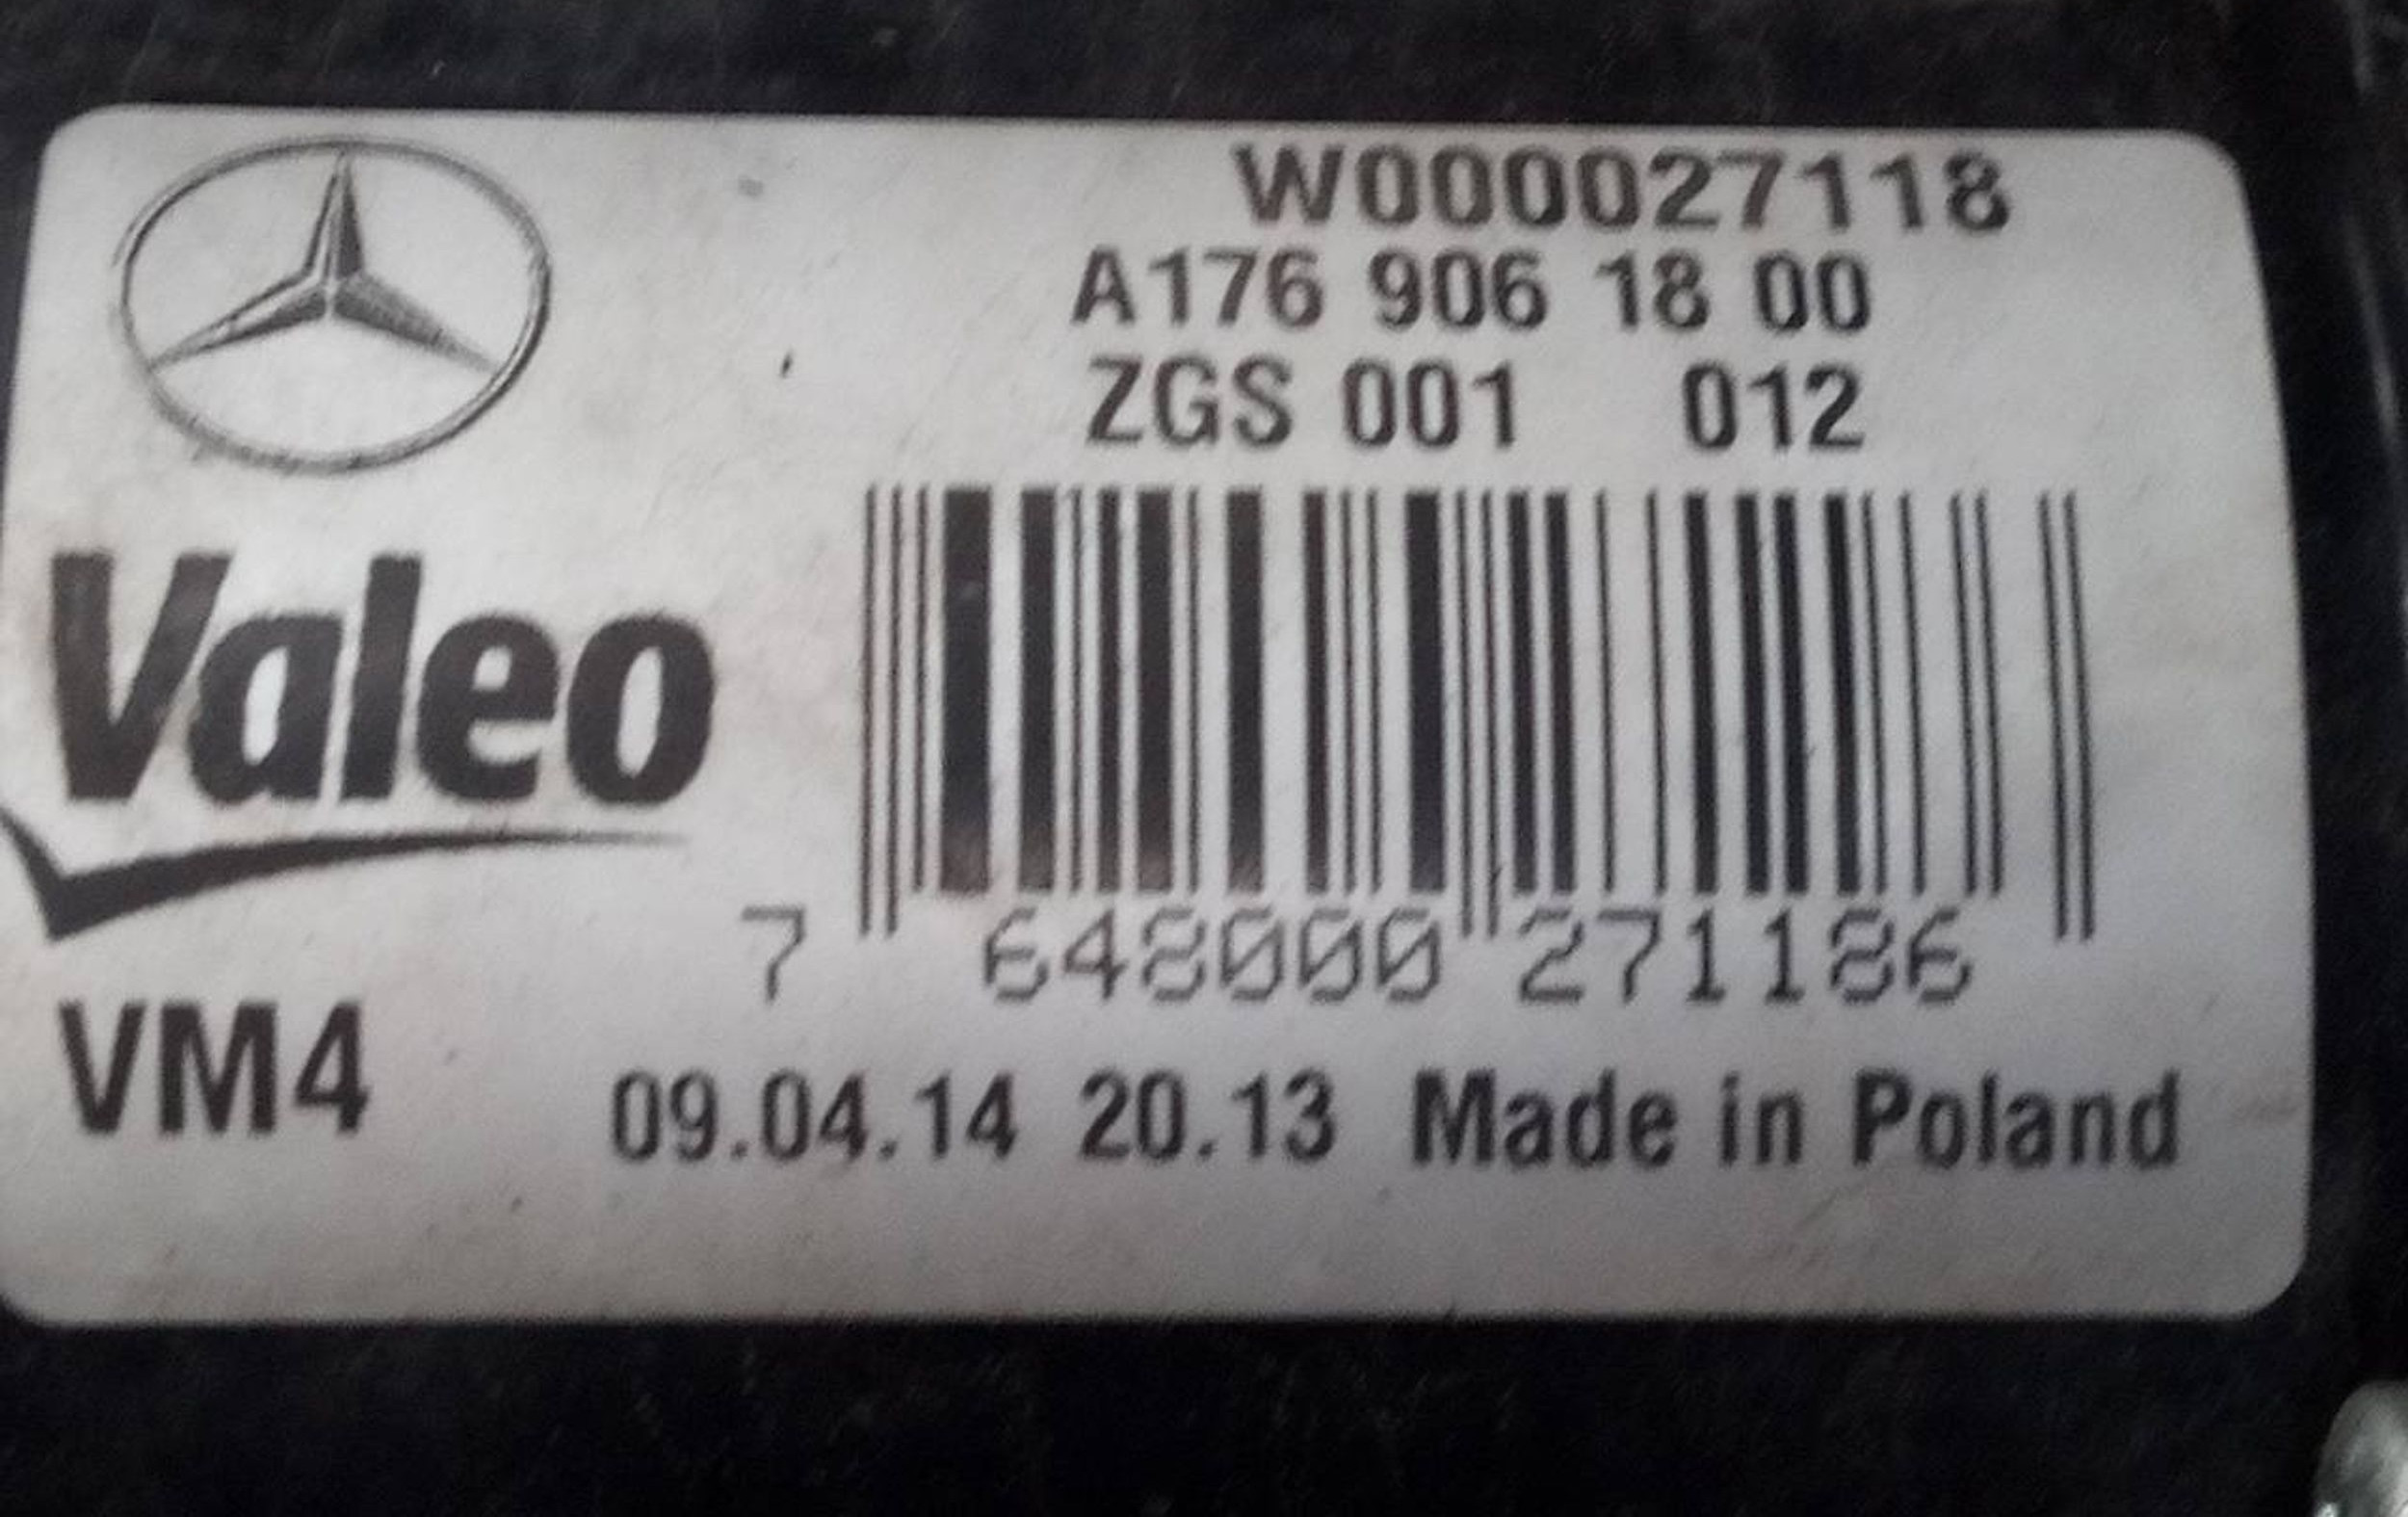 W000027118
A176 906 18 00
ZGS 001 012
Valeo
7 648000 271186
VM4
09.04.14 20.13 Made in Poland